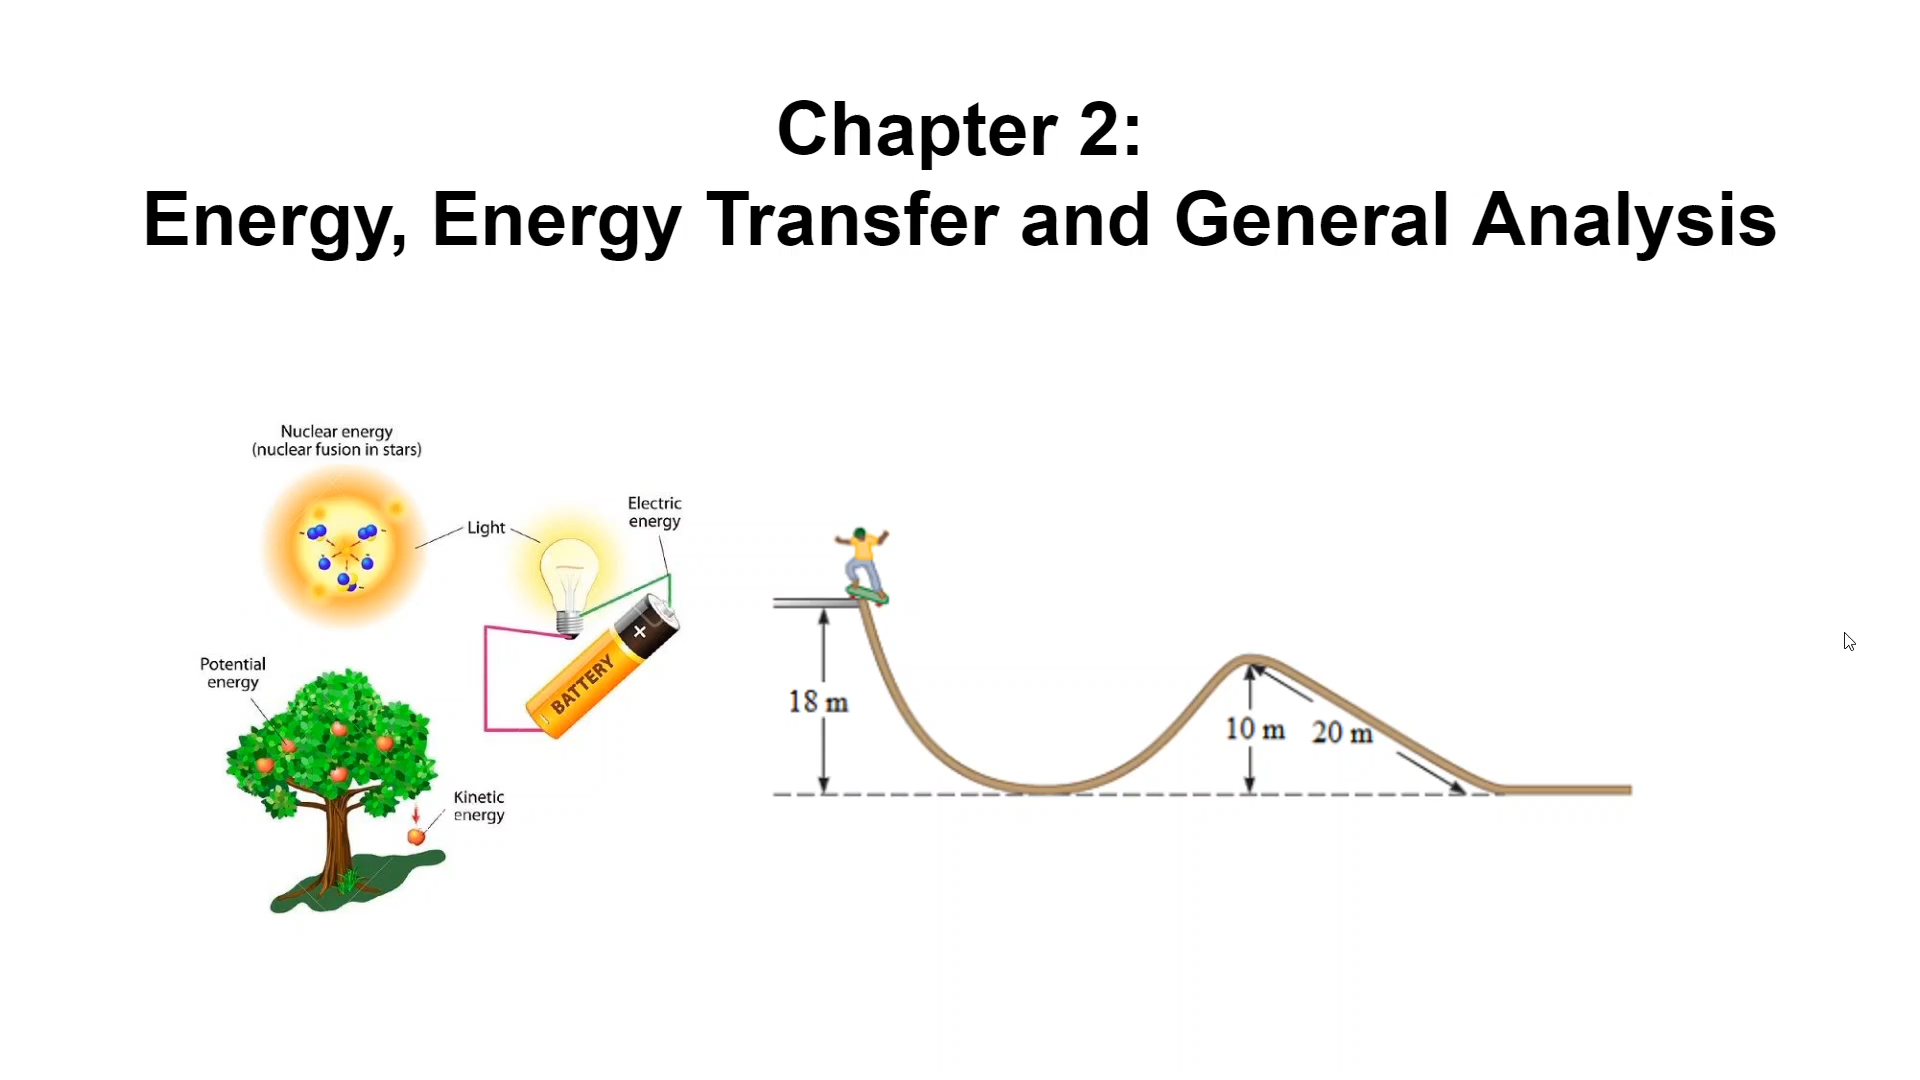 Chapter 2:
Energy, Energy Transfer and General Analysis
Nuclear energy
(nuclear fusion in stars)
Light
Electric
energy
+
BATTERY
Potential
energy
Kinetic
energy
18 m
10 m
20 m